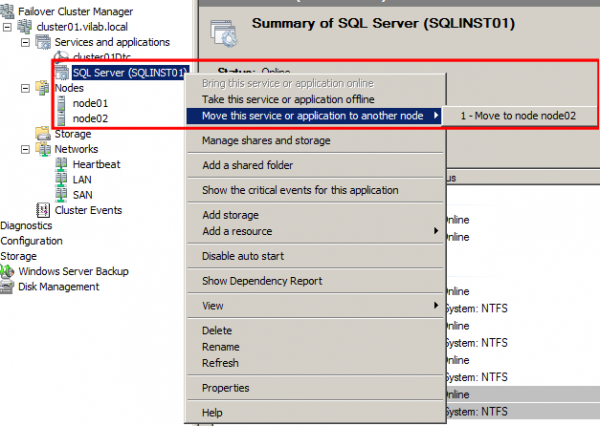 Failover Cluster Manager
cluster01.vilab.local
Services and applications
cluster01Dtc
SQL Server (SQLINST01)
Nodes
node01
node02
Storage
Networks
Heartbeat
LAN
SAN
Cluster Events
Diagnostics
Configuration
Storage
Windows Server Backup
Disk Management
Summary of SQL Server (SQLINST01)
Status: Online
Bring this service or application online
Take this service or application offline
Move this service or application to another node
1 - Move to node node02
Manage shares and storage
Add a shared folder
Show the critical events for this application
Add storage
Add a resource
Disable auto start
Show Dependency Report
View
Delete
Rename
Refresh
Properties
Help
us
Online
Online
Online
System: NTFS
Online
System: NTFS
Online
System: NTFS
Online
System: NTFS